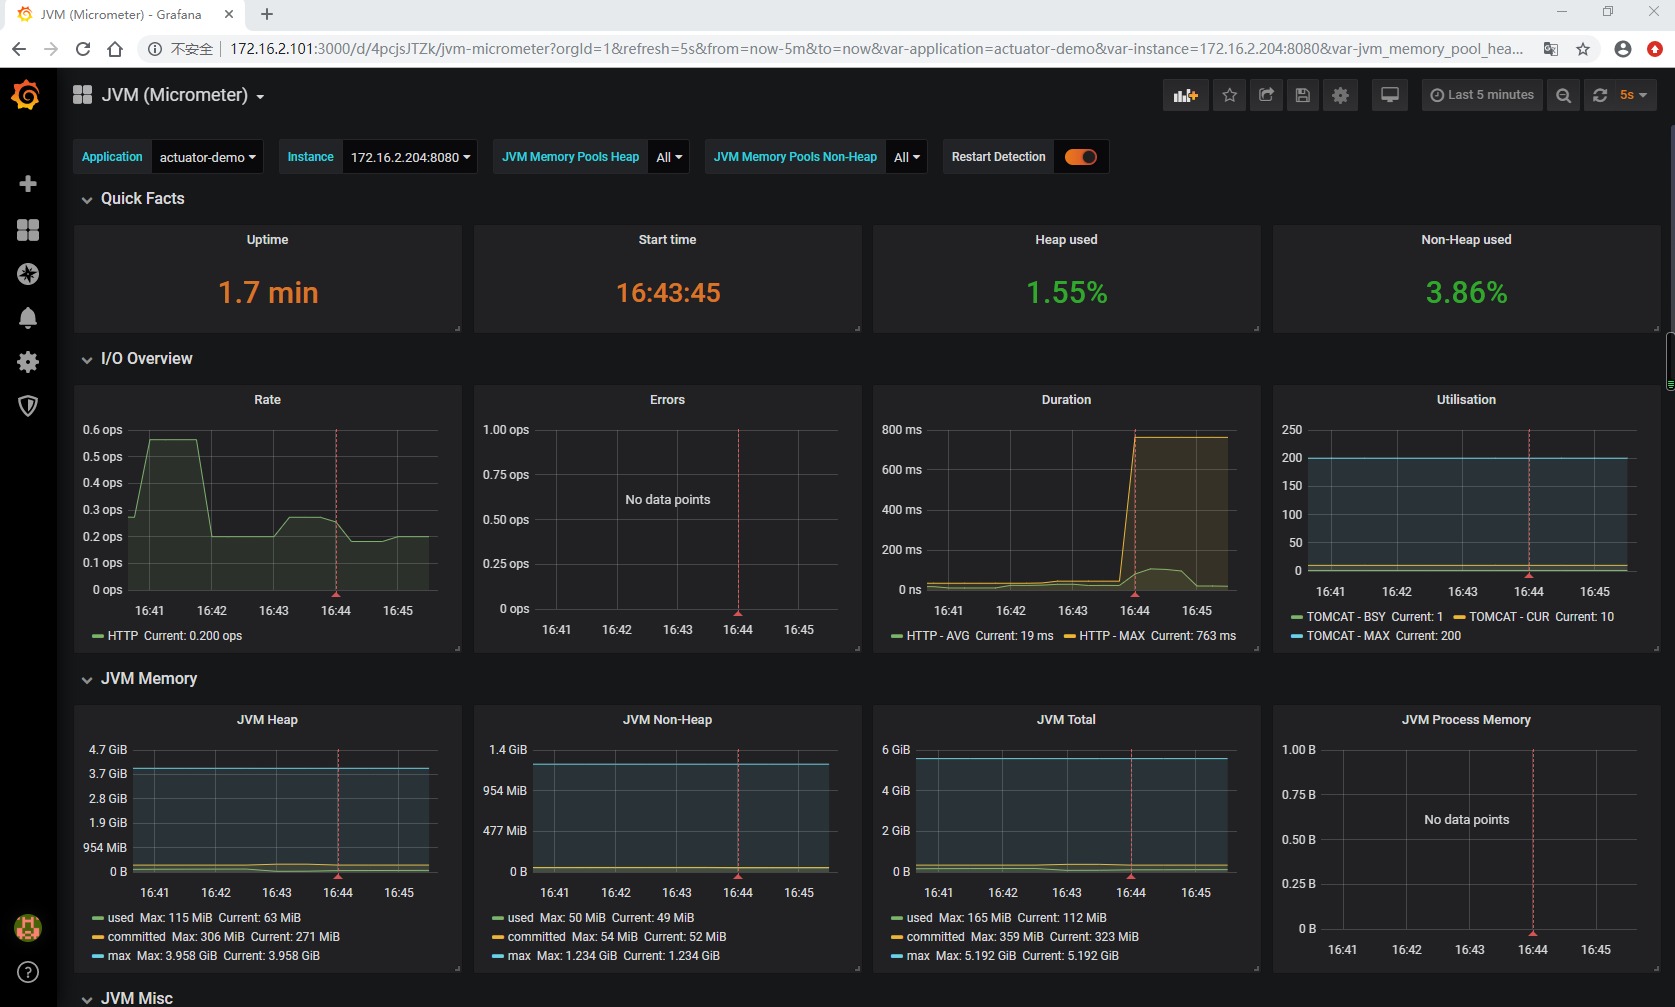 JVM (Micrometer) - Grafana
不安全 172.16.2.101:3000/d/4pcjsJTZk/jvm-micrometer?orgId=1&refresh=5s&from=now-5m&to=now&var-application=actuator-demo&var-instance=172.16.2.204:8080&var-jvm_memory_pool_hea...
JVM (Micrometer)
Last 5 minutes
5s
Application actuator-demo Instance 172.16.2.204:8080 JVM Memory Pools Heap All JVM Memory Pools Non-Heap All Restart Detection
Quick Facts
Uptime
1.7 min
Start time
16:43:45
Heap used
1.55%
Non-Heap used
3.86%
I/O Overview
Rate
0.6 ops
0.5 ops
0.4 ops
0.3 ops
0.2 ops
0.1 ops
0 ops
16:41 16:42 16:43 16:44 16:45
HTTP Current: 0.200 ops
Errors
1.00 ops
0.75 ops
No data points
0.50 ops
0.25 ops
0 ops
16:41 16:42 16:43 16:44 16:45
Duration
800 ms
600 ms
400 ms
200 ms
0 ns
16:41 16:42 16:43 16:44 16:45
HTTP - AVG Current: 19 ms HTTP - MAX Current: 763 ms
Utilisation
250
200
150
100
50
0
16:41 16:42 16:43 16:44 16:45
TOMCAT - BSY Current: 1 TOMCAT - CUR Current: 10
TOMCAT - MAX Current: 200
JVM Memory
JVM Heap
4.7 GiB
3.7 GiB
2.8 GiB
1.9 GiB
954 MiB
0 B
16:41 16:42 16:43 16:44 16:45
used Max: 115 MiB Current: 63 MiB
committed Max: 306 MiB Current: 271 MiB
max Max: 3.958 GiB Current: 3.958 GiB
JVM Non-Heap
1.4 GiB
954 MiB
477 MiB
0 B
16:41 16:42 16:43 16:44 16:45
used Max: 50 MiB Current: 49 MiB
committed Max: 54 MiB Current: 52 MiB
max Max: 1.234 GiB Current: 1.234 GiB
JVM Total
6 GiB
4 GiB
2 GiB
0 B
16:41 16:42 16:43 16:44 16:45
used Max: 165 MiB Current: 112 MiB
committed Max: 359 MiB Current: 323 MiB
max Max: 5.192 GiB Current: 5.192 GiB
JVM Process Memory
1.00 B
0.75 B
No data points
0.50 B
0.25 B
0 B
16:41 16:42 16:43 16:44 16:45
JVM Misc